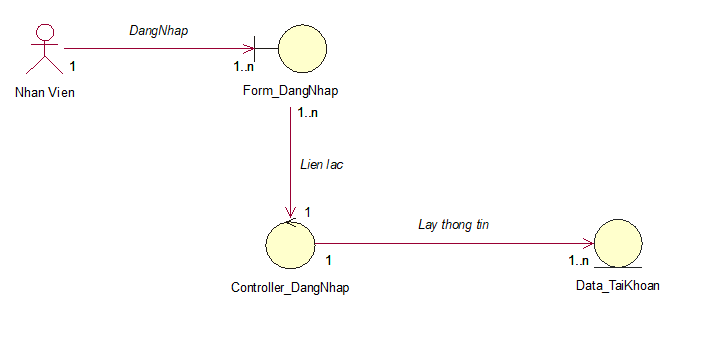 DangNhap
1
1..n
Nhan Vien
Form_DangNhap
1..n
Lien lac
1
Lay thong tin
1
1..n
Controller_DangNhap
Data_TaiKhoan